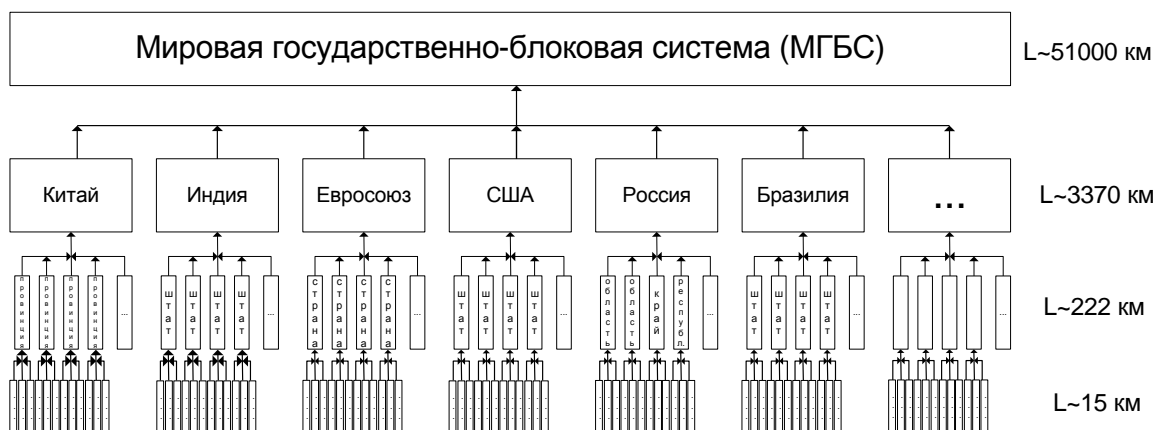 Мировая государственно-блоковая система (МГБС)
L~51000 км
Китай
Индия
Евросоюз
США
Россия
Бразилия
...
L~3370 км
провинция
провинция
провинция
провинция
...
штат
штат
штат
штат
...
страна
страна
страна
страна
...
штат
штат
штат
штат
...
область
область
край
республ.
...
штат
штат
штат
штат
...
...
L~222 км
L~15 км